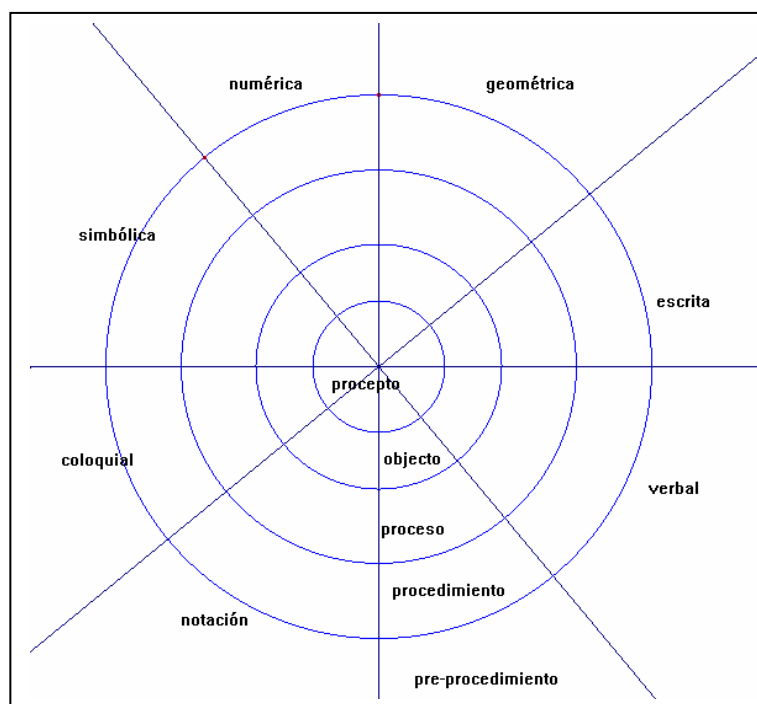 numérica
geométrica
simbólica
escrita
procepto
coloquial
objecto
verbal
proceso
procedimiento
notación
pre-procedimiento